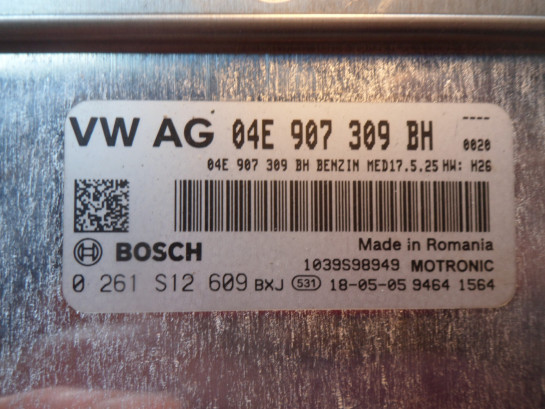 VW AG 04E 907 309 BH ----
0020
04E 907 309 BH BENZIN MED17.5.25 HW: H26
BOSCH
Made in Romania
1039S98949 MOTRONIC
0 261 S12 609 BXJ 531 18-05-05 9464 1564